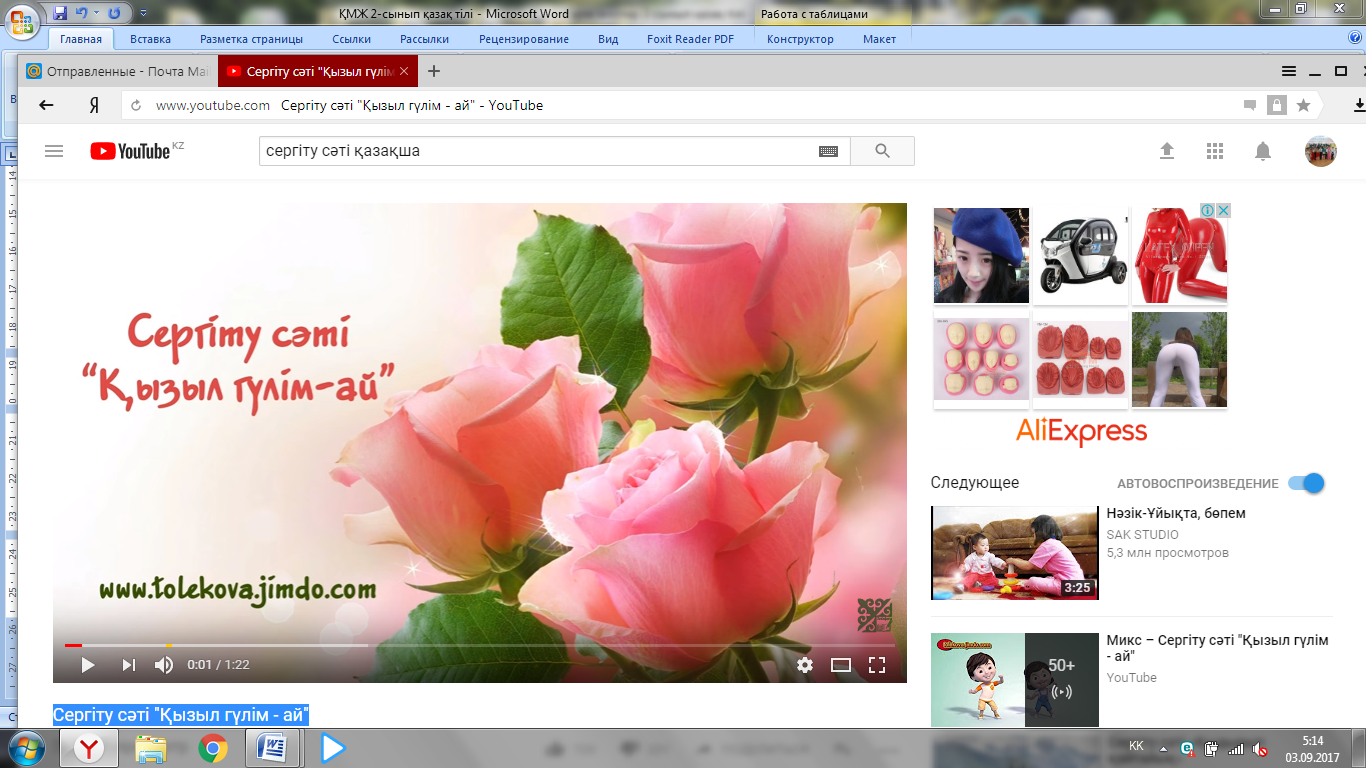 ҚМЖ 2-сынып қазақ тілі - Microsoft Word
Работа с таблицами
Главная Вставка Разметка страницы Ссылки Рассылки Рецензирование Вид Foxit Reader PDF Конструктор Макет
Отправленные - Почта Mai
Сергіту сәті "Қызыл гүлім
Я www.youtube.com Сергіту сәті "Қызыл гүлім - ай" - YouTube
YouTube KZ
сергіту сәті қазақша
Сергіту сәті
“Қызыл гүлім-ай”
www.tolekova.jimdo.com
0:01 / 1:22
Сергіту сәті "Қызыл гүлім - ай"
AliExpress
Следующее
АВТОВОСПРОИЗВЕДЕНИЕ
Нәзік-Ұйықта, бөпем
SAK STUDIO
5,3 млн просмотров
3:25
Микс – Сергіту сәті "Қызыл гүлім
- ай"
YouTube
50+
KK
5:14
03.09.2017